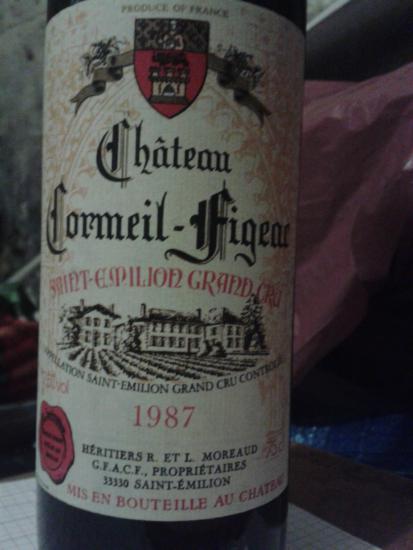 PRODUCE OF FRANCE
Château
Cormeil-Figeac
SAINT-EMILION GRAND CRU
APPELLATION SAINT-EMILION GRAND CRU CONTROLÉE
1987
HÉRITIERS R. ET L. MOREAUD
G.F.A.C.F., PROPRIÉTAIRES
33330 SAINT-ÉMILION
MIS EN BOUTEILLE AU CHATEAU